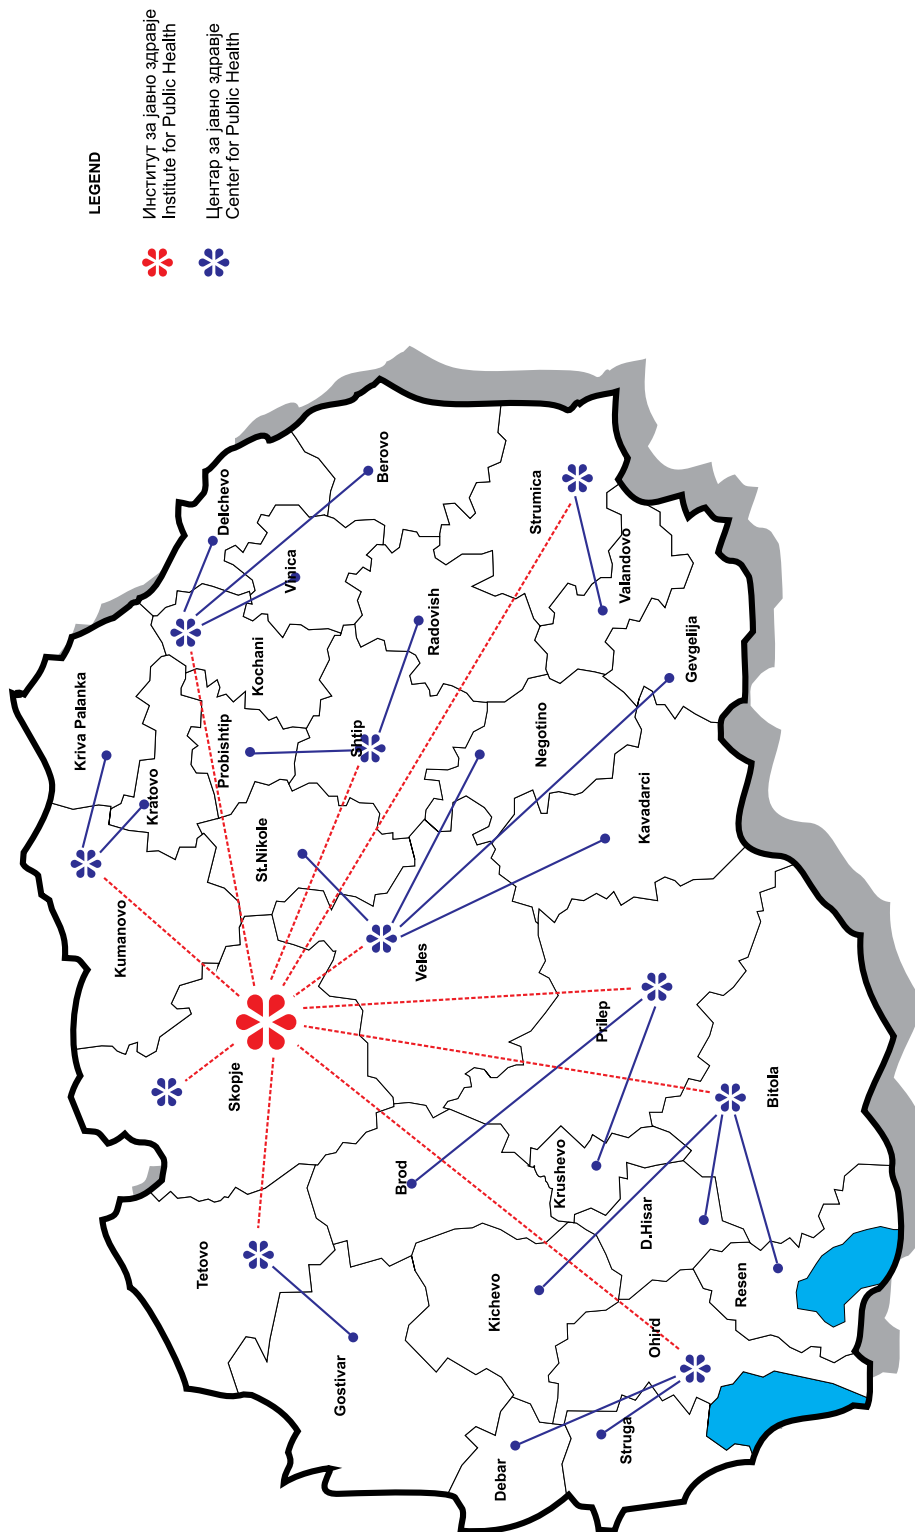 LEGEND
Институт за јавно здравје
Institute for Public Health
Центар за јавно здравје
Center for Public Health
Kriva Palanka
Kratovo
Kumanovo
Delchevo
Vinica
Berovo
Kochani
Probishtip
Shtip
Radovish
St.Nikole
Strumica
Valandovo
Gevgelija
Negotino
Kavadarci
Veles
Skopje
Tetovo
Gostivar
Brod
Prilep
Krushevo
Bitola
D.Hisar
Resen
Kichevo
Ohird
Struga
Debar